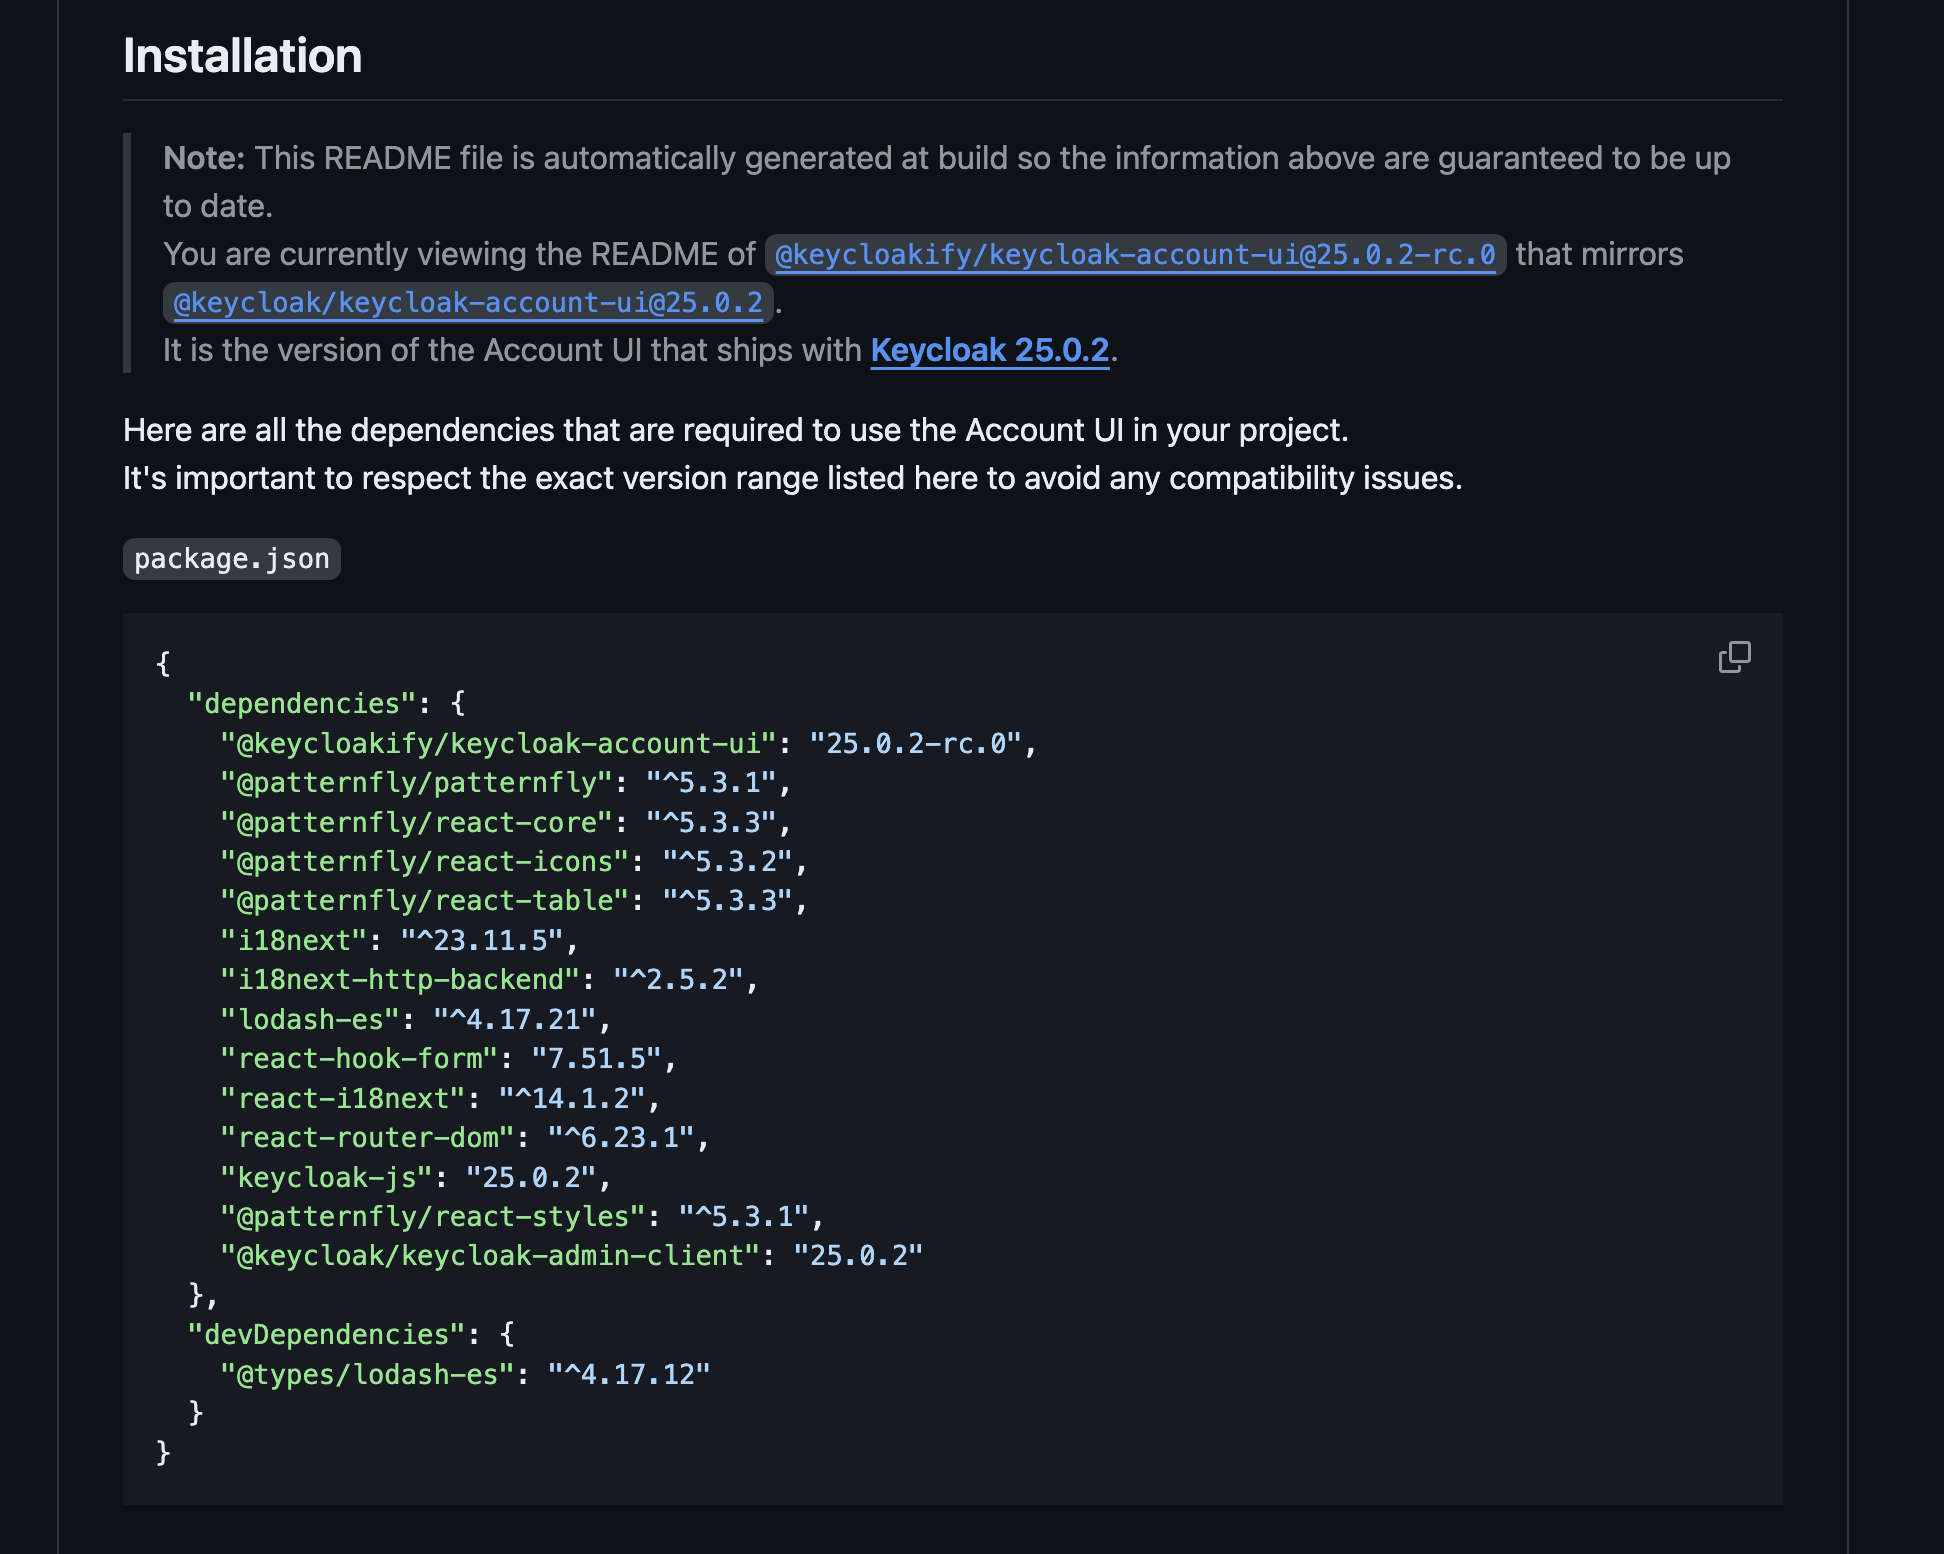 Installation
Note: This README file is automatically generated at build so the information above are guaranteed to be up
to date.
You are currently viewing the README of @keycloakify/keycloak-account-ui@25.0.2-rc.0 that mirrors
@keycloak/keycloak-account-ui@25.0.2.
It is the version of the Account UI that ships with Keycloak 25.0.2.
Here are all the dependencies that are required to use the Account UI in your project.
It's important to respect the exact version range listed here to avoid any compatibility issues.
package.json
{
  "dependencies": {
    "@keycloakify/keycloak-account-ui": "25.0.2-rc.0",
    "@patternfly/patternfly": "^5.3.1",
    "@patternfly/react-core": "^5.3.3",
    "@patternfly/react-icons": "^5.3.2",
    "@patternfly/react-table": "^5.3.3",
    "i18next": "^23.11.5",
    "i18next-http-backend": "^2.5.2",
    "lodash-es": "^4.17.21",
    "react-hook-form": "7.51.5",
    "react-i18next": "^14.1.2",
    "react-router-dom": "^6.23.1",
    "keycloak-js": "25.0.2",
    "@patternfly/react-styles": "^5.3.1",
    "@keycloak/keycloak-admin-client": "25.0.2"
  },
  "devDependencies": {
    "@types/lodash-es": "^4.17.12"
  }
}